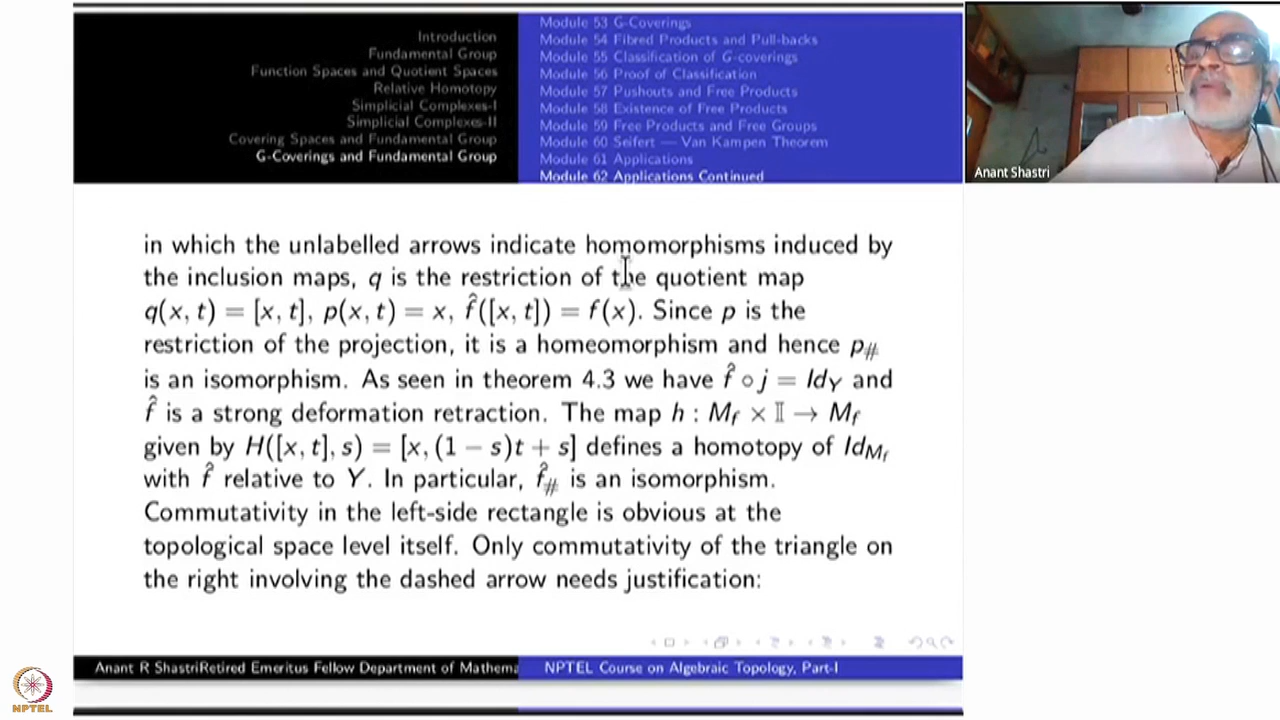 Introduction
Fundamental Group
Function Spaces and Quotient Spaces
Relative Homotopy
Simplicial Complexes-I
Simplicial Complexes-II
Covering Spaces and Fundamental Group
G-Coverings and Fundamental Group
Module 53 G-Coverings
Module 54 Fibred Products and Pull-backs
Module 55 Classification of G-coverings
Module 56 Proof of Classification
Module 57 Pushouts and Free Products
Module 58 Existence of Free Products
Module 59 Free Products and Free Groups
Module 60 Seifert — Van Kampen Theorem
Module 61 Applications
Module 62 Applications Continued
Anant Shastri
in which the unlabelled arrows indicate homomorphisms induced by
the inclusion maps, q is the restriction of the quotient map
q(x, t) = [x, t], p(x, t) = x, f̂([x, t]) = f(x). Since p is the
restriction of the projection, it is a homeomorphism and hence p_#
is an isomorphism. As seen in theorem 4.3 we have f̂ ∘ j = Id_Y and
f̂ is a strong deformation retraction. The map h : M_f × 𝕀 → M_f
given by H([x, t], s) = [x, (1 − s)t + s] defines a homotopy of Id_{M_f}
with f̂ relative to Y. In particular, f̂_# is an isomorphism.
Commutativity in the left-side rectangle is obvious at the
topological space level itself. Only commutativity of the triangle on
the right involving the dashed arrow needs justification:
Anant R ShastriRetired Emeritus Fellow Department of Mathema
NPTEL Course on Algebraic Topology, Part-I
NPTEL